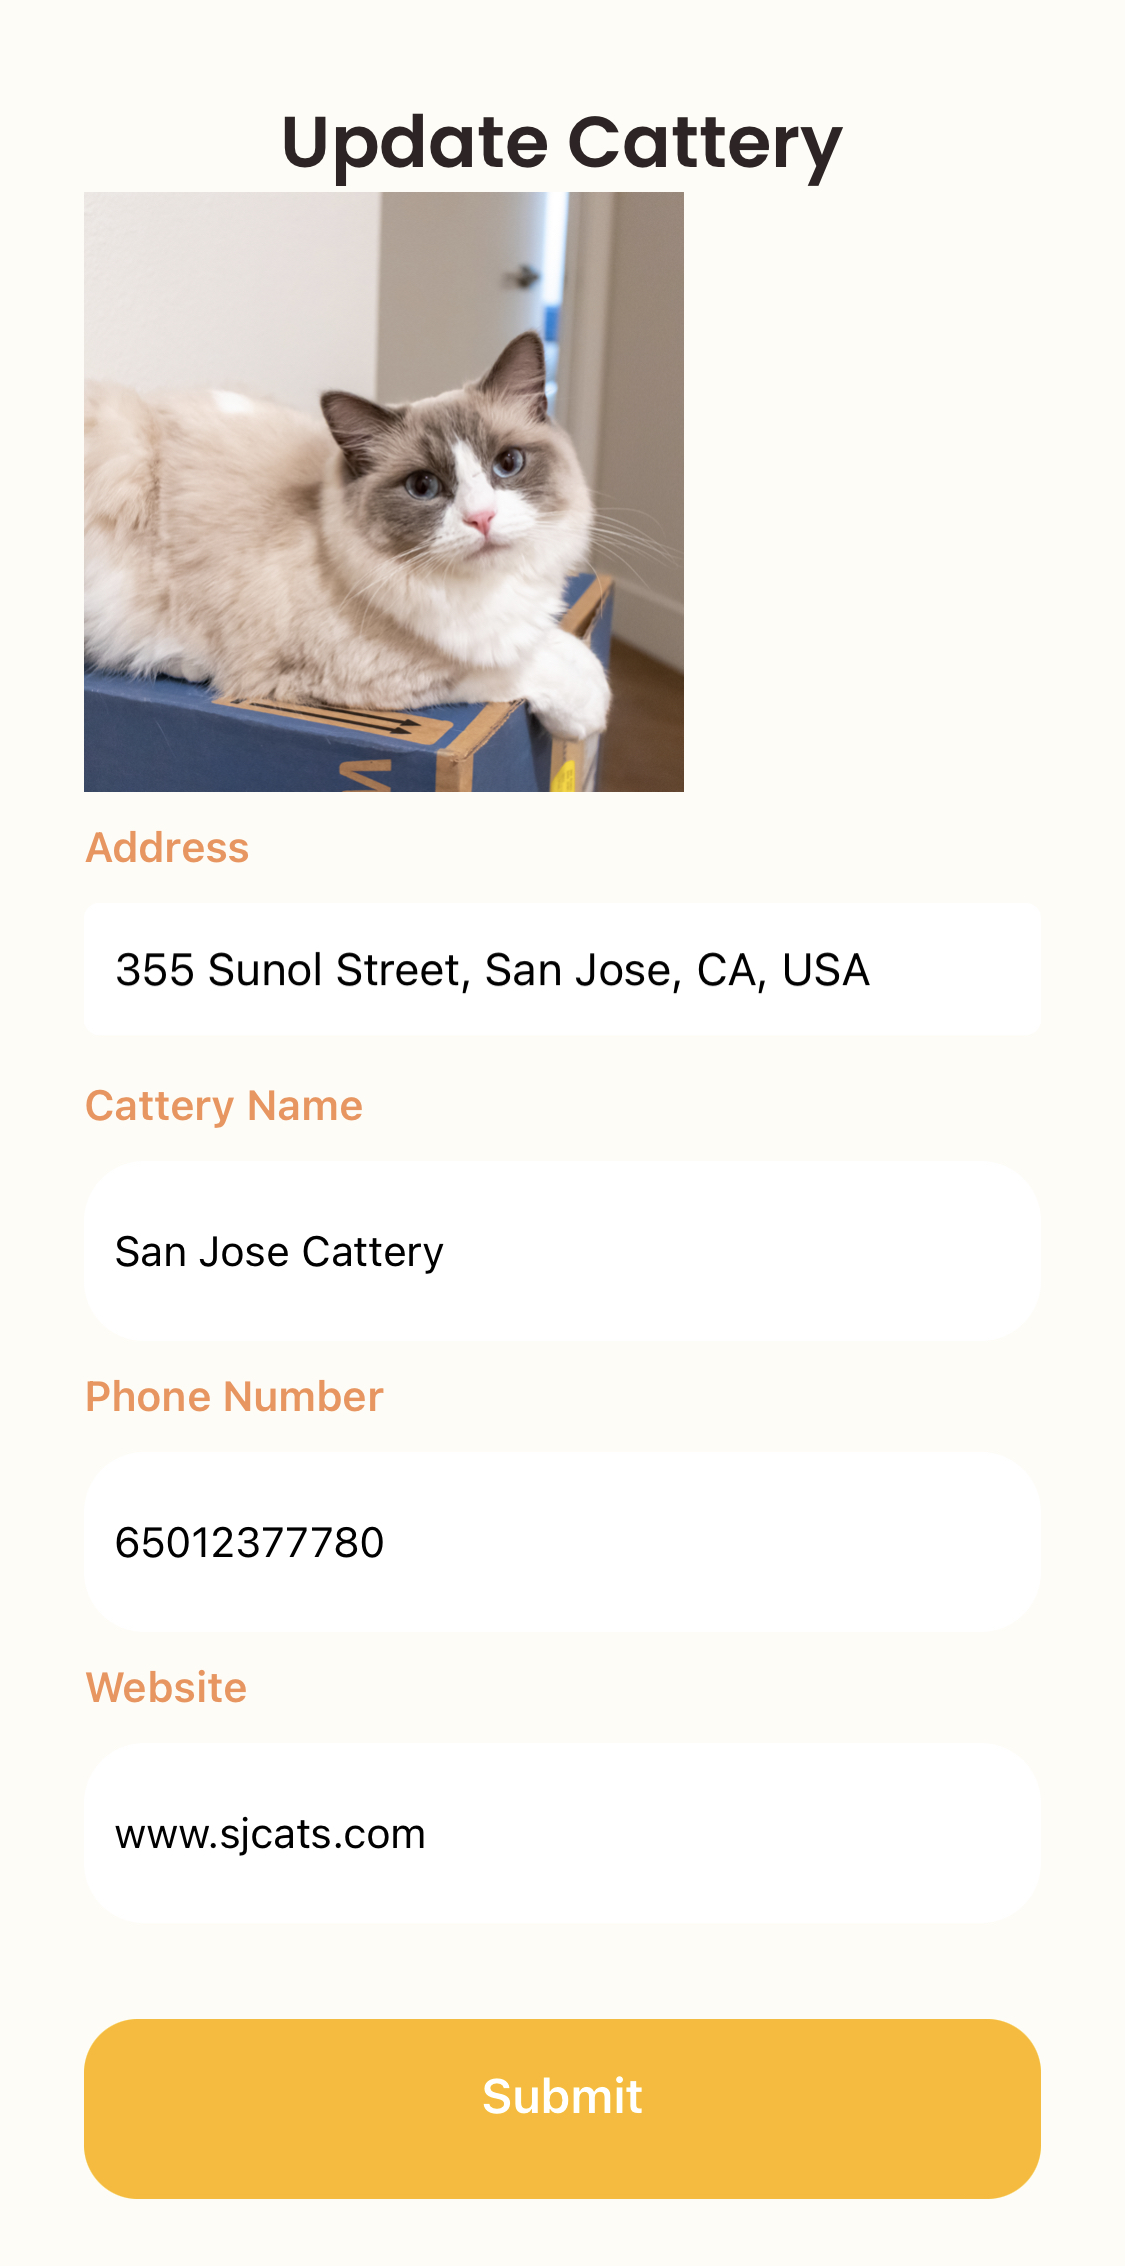 Update Cattery
Address
355 Sunol Street, San Jose, CA, USA
Cattery Name
San Jose Cattery
Phone Number
65012377780
Website
www.sjcats.com
Submit